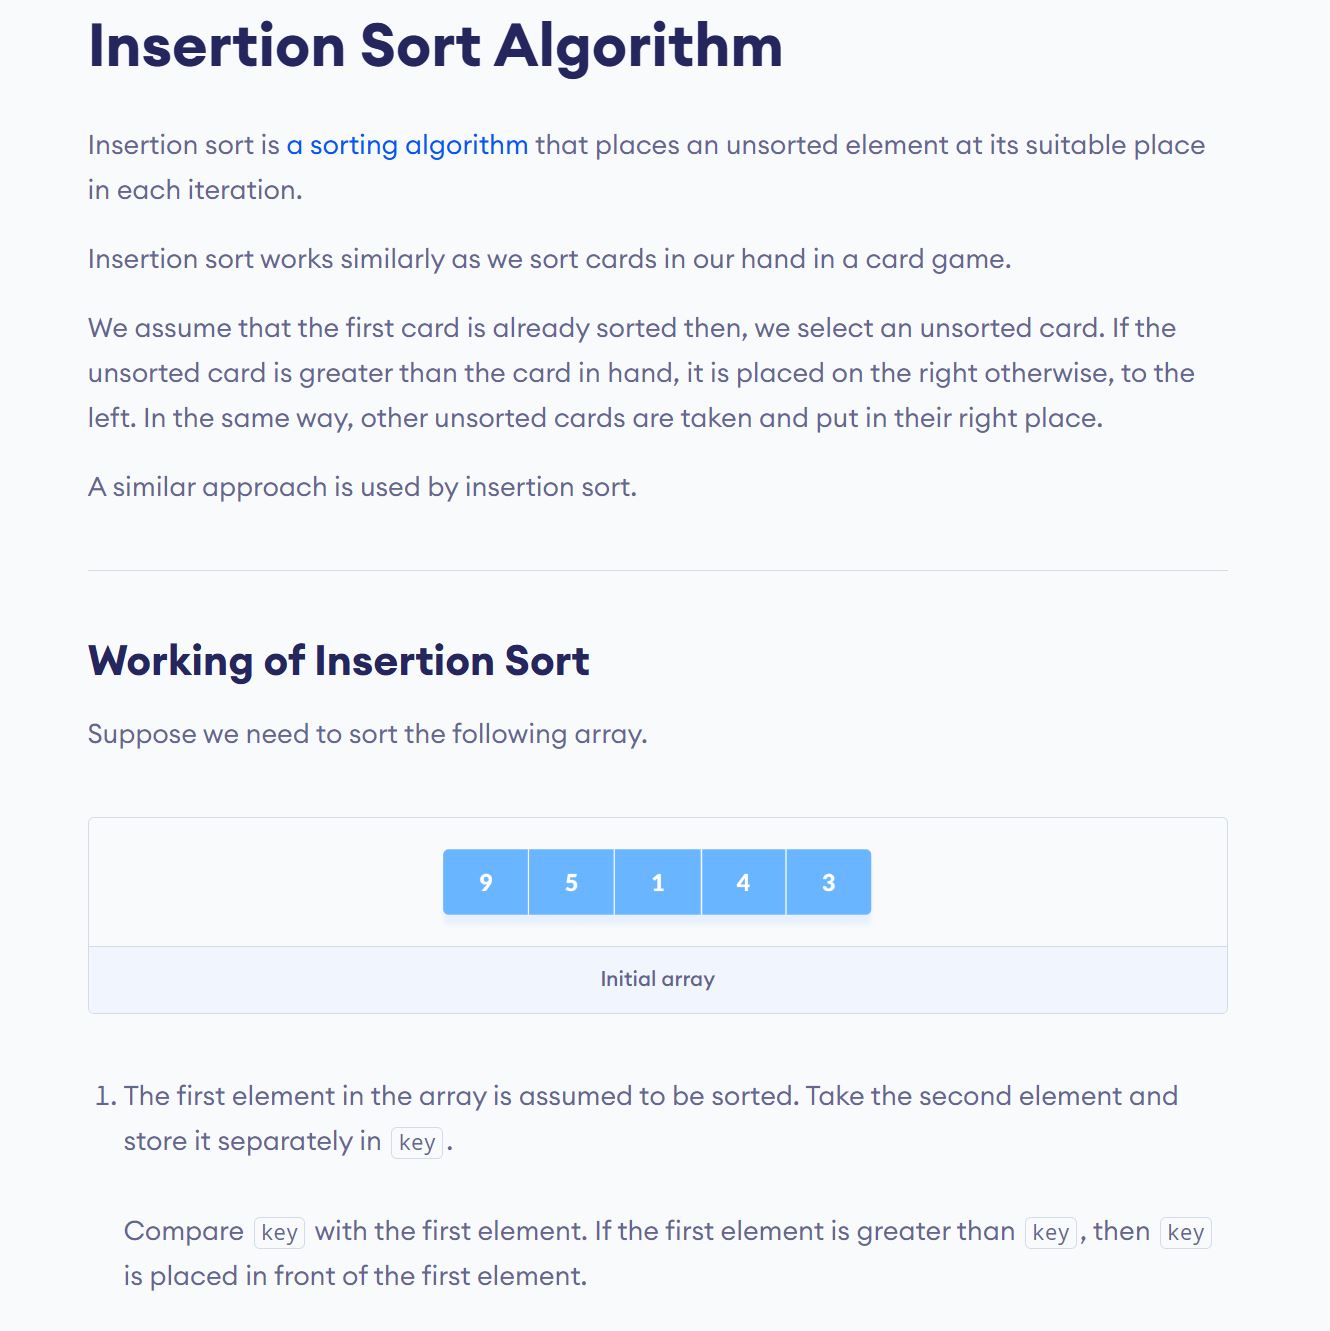 Insertion Sort Algorithm
Insertion sort is a sorting algorithm that places an unsorted element at its suitable place
in each iteration.
Insertion sort works similarly as we sort cards in our hand in a card game.
We assume that the first card is already sorted then, we select an unsorted card. If the
unsorted card is greater than the card in hand, it is placed on the right otherwise, to the
left. In the same way, other unsorted cards are taken and put in their right place.
A similar approach is used by insertion sort.
Working of Insertion Sort
Suppose we need to sort the following array.
9 5 1 4 3
Initial array
1. The first element in the array is assumed to be sorted. Take the second element and
store it separately in key.
Compare key with the first element. If the first element is greater than key, then key
is placed in front of the first element.